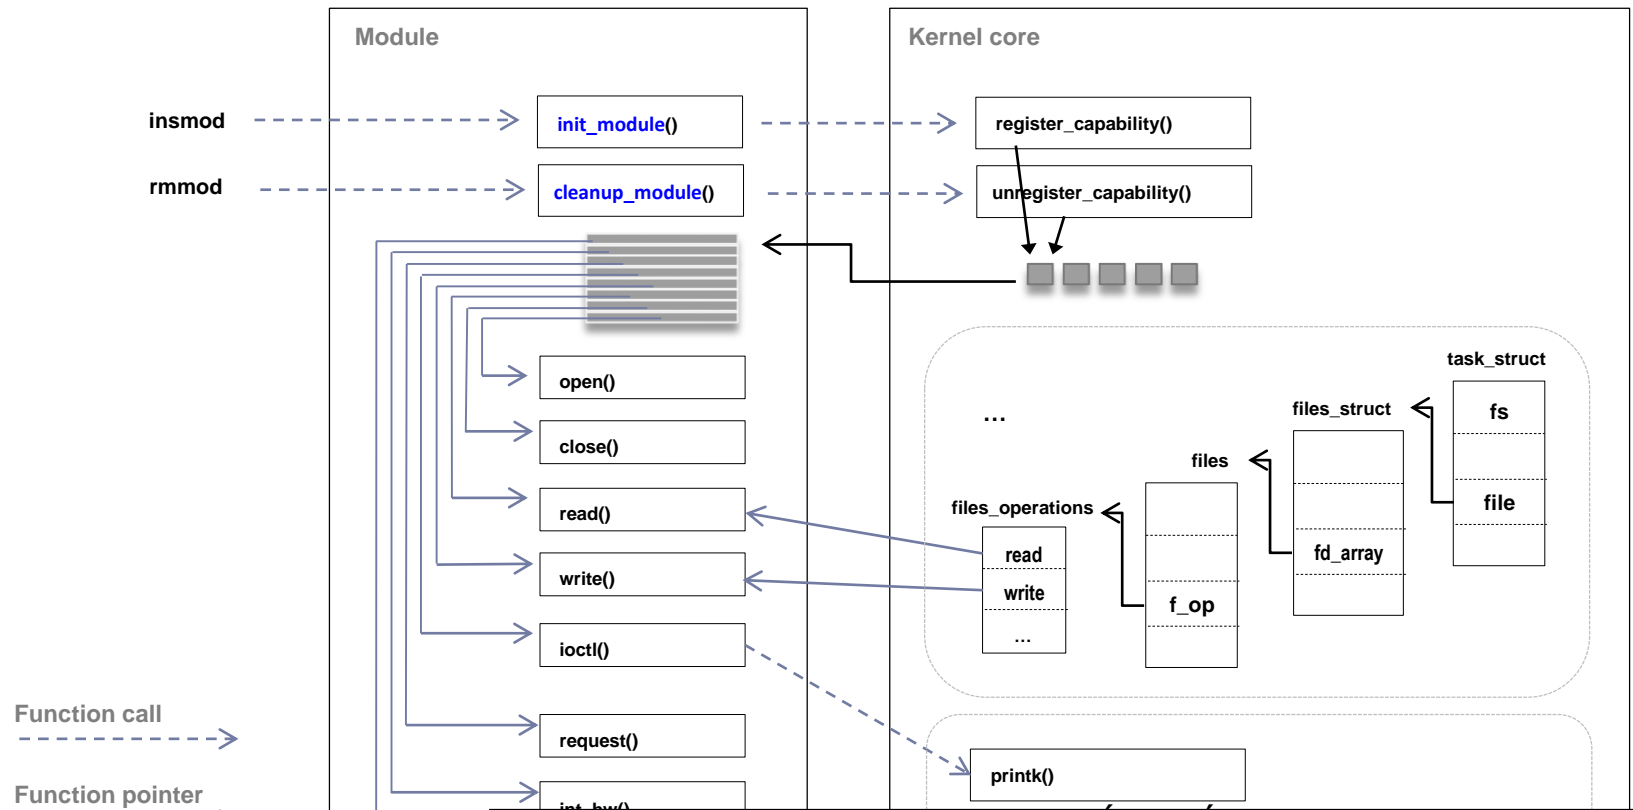 Module
Kernel core
insmod
init_module()
register_capability()
rmmod
cleanup_module()
unregister_capability()
task_struct
fs
file
files_struct
fd_array
files
f_op
...
files_operations
read
write
...
open()
close()
read()
write()
ioctl()
request()
int_hw()
printk()
Function call
Function pointer